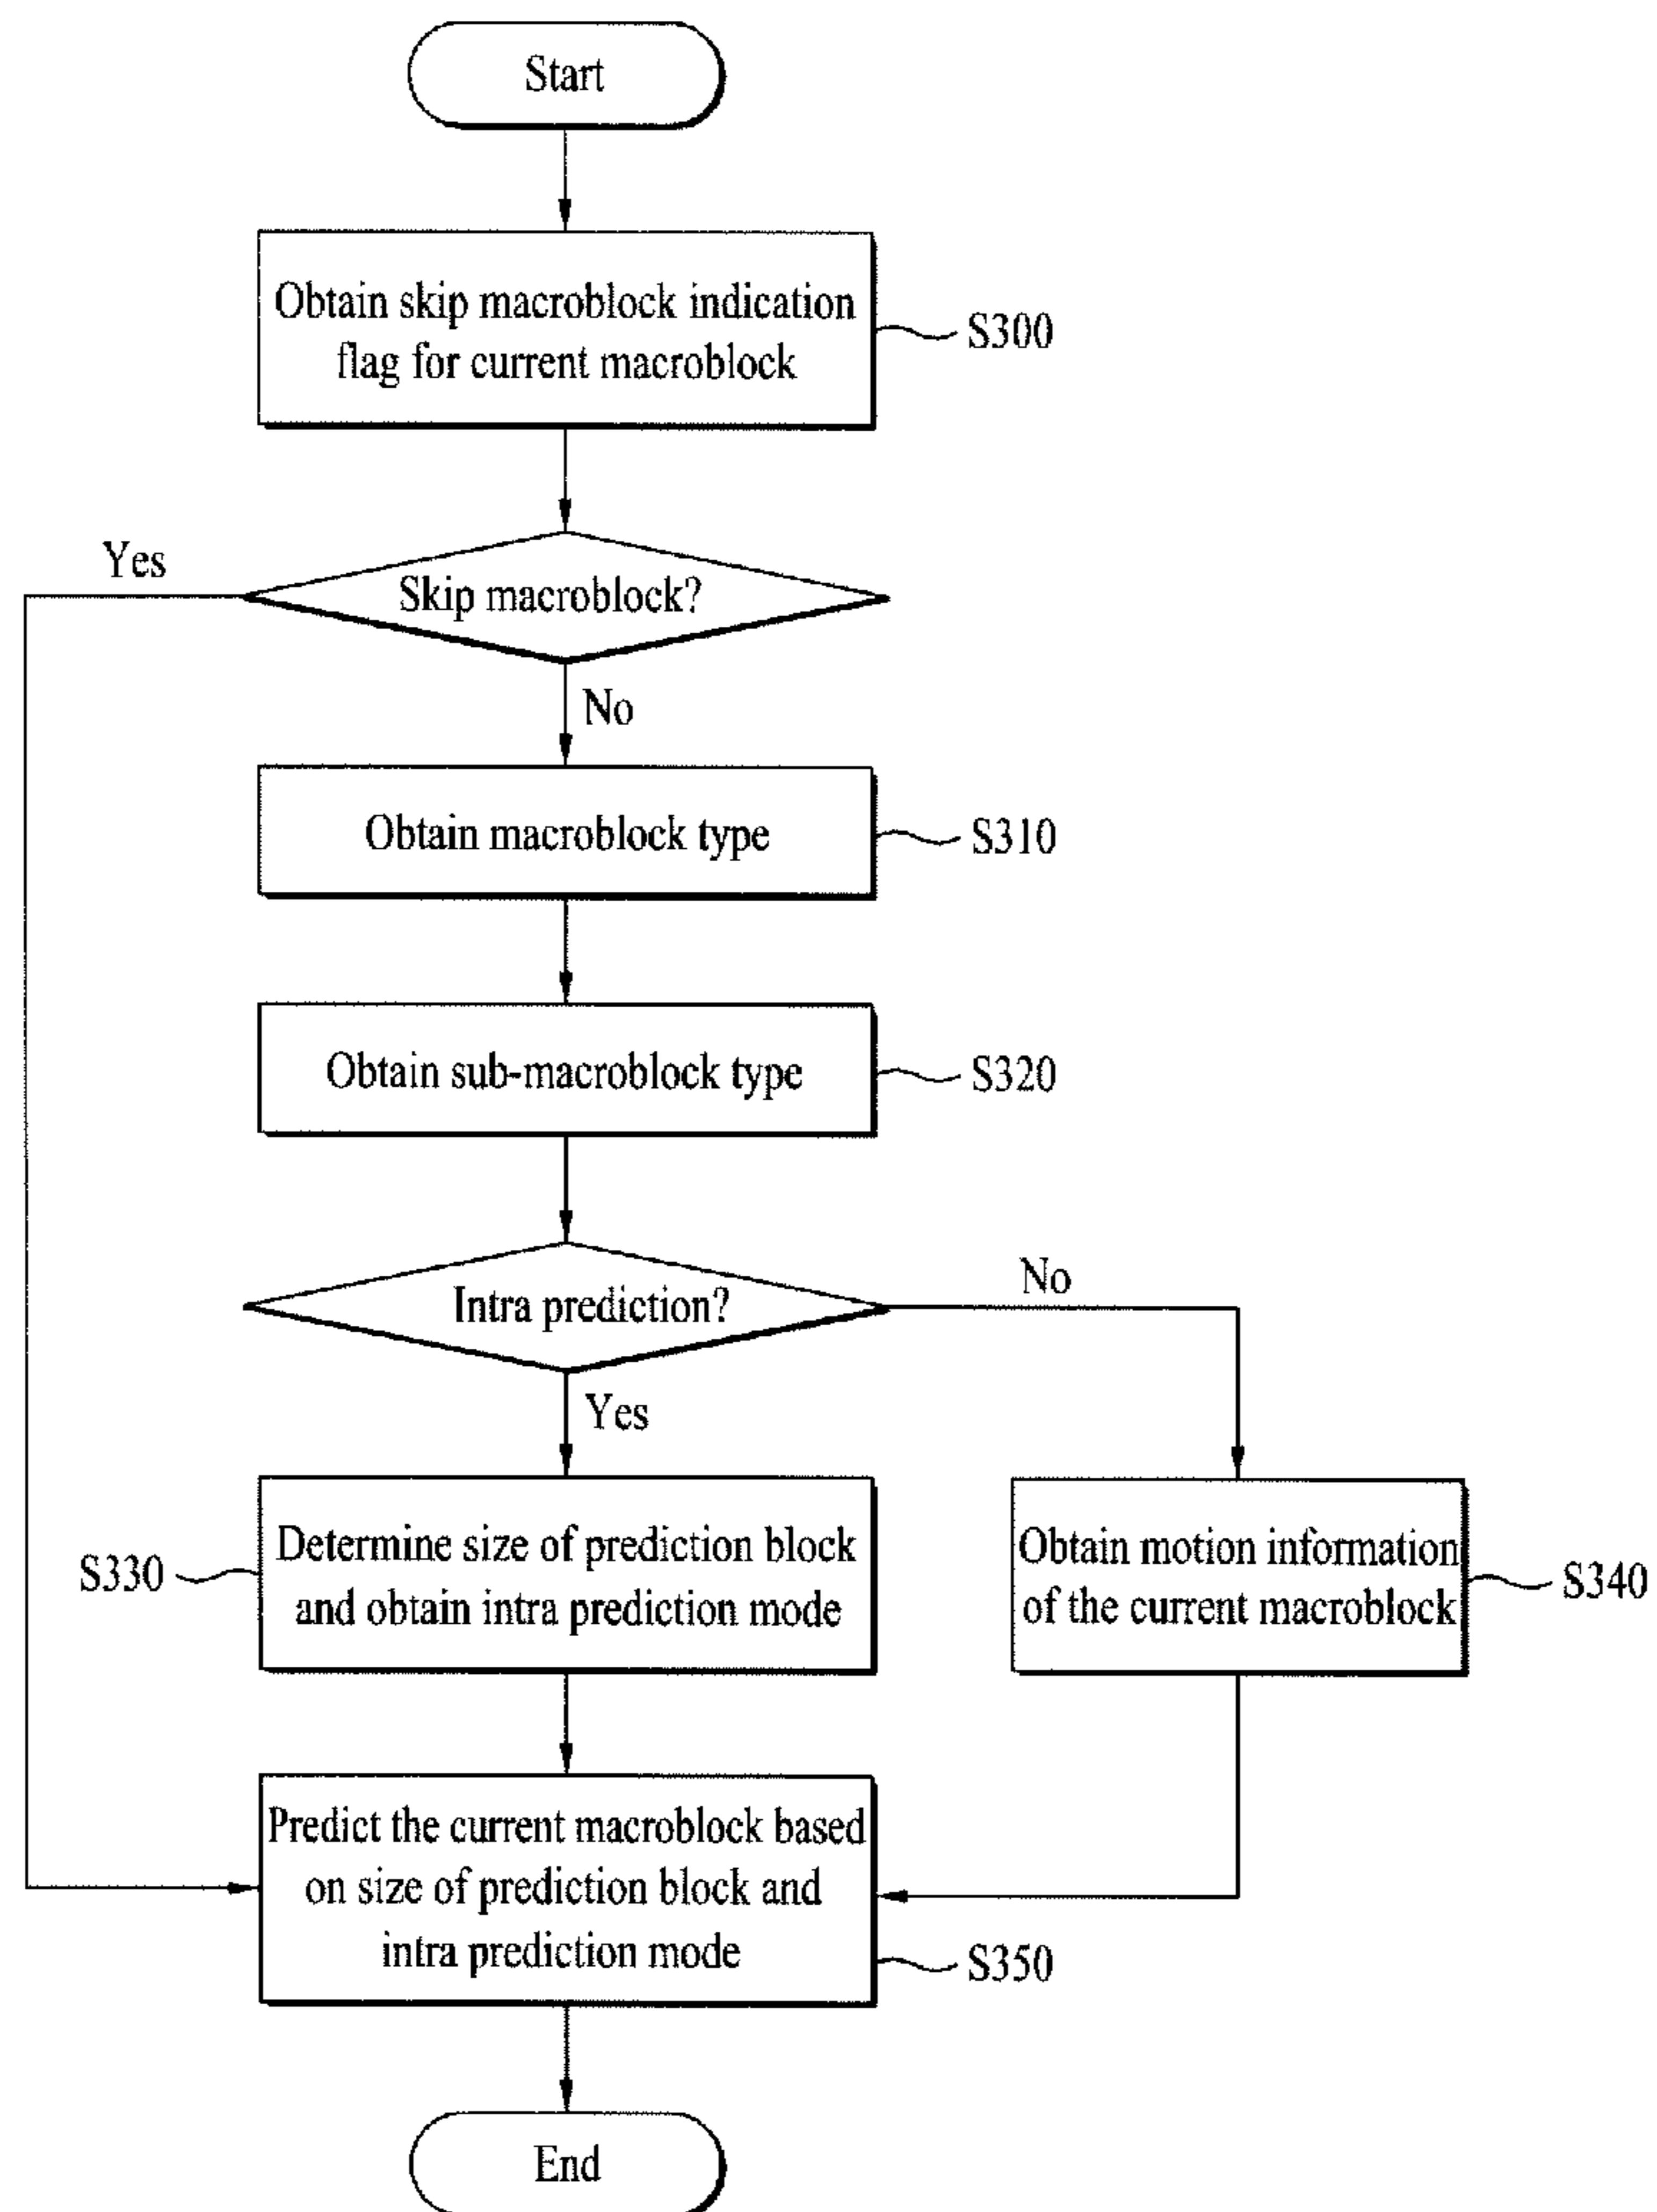 Start
Obtain skip macroblock indication
flag for current macroblock
S300
Yes
Skip macroblock?
No
Obtain macroblock type
S310
Obtain sub-macroblock type
S320
Intra prediction?
No
Yes
S330
Determine size of prediction block
and obtain intra prediction mode
Obtain motion information
of the current macroblock
S340
Predict the current macroblock based
on size of prediction block and
intra prediction mode
S350
End